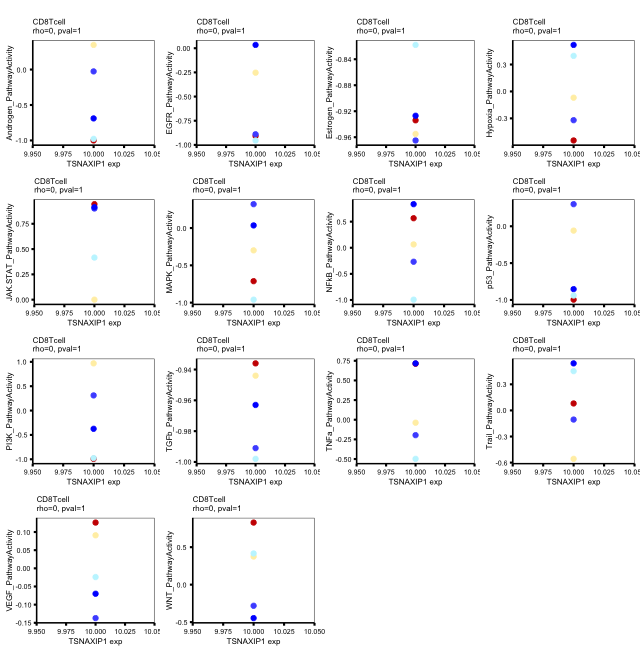 CD8Tcell CD8Tcell CD8Tcell CD8Tcell
rho=0, pval=1 rho=0, pval=1 rho=0, pval=1 rho=0, pval=1
Androgen_PathwayActivity
0.0
-0.5
-1.0
9.950 9.975 10.000 10.025 10.05
TSNAXIP1 exp
EGFR_PathwayActivity
0.00
-0.25
-0.50
-0.75
-1.00
9.950 9.975 10.000 10.025 10.05
TSNAXIP1 exp
Estrogen_PathwayActivity
-0.84
-0.88
-0.92
-0.96
9.950 9.975 10.000 10.025 10.05
TSNAXIP1 exp
Hypoxia_PathwayActivity
0.3
0.0
-0.3
9.950 9.975 10.000 10.025 10.05
TSNAXIP1 exp
CD8Tcell CD8Tcell CD8Tcell CD8Tcell
rho=0, pval=1 rho=0, pval=1 rho=0, pval=1 rho=0, pval=1
JAK.STAT_PathwayActivity
0.75
0.50
0.25
0.00
9.950 9.975 10.000 10.025 10.05
TSNAXIP1 exp
MAPK_PathwayActivity
0.0
-0.5
-1.0
9.950 9.975 10.000 10.025 10.05
TSNAXIP1 exp
NFkB_PathwayActivity
0.5
0.0
-0.5
-1.0
9.950 9.975 10.000 10.025 10.05
TSNAXIP1 exp
p53_PathwayActivity
0.0
-0.5
-1.0
9.950 9.975 10.000 10.025 10.05
TSNAXIP1 exp
CD8Tcell CD8Tcell CD8Tcell CD8Tcell
rho=0, pval=1 rho=0, pval=1 rho=0, pval=1 rho=0, pval=1
PI3K_PathwayActivity
1.0
0.5
0.0
-0.5
-1.0
9.950 9.975 10.000 10.025 10.05
TSNAXIP1 exp
TGFb_PathwayActivity
-0.94
-0.96
-0.98
-1.00
9.950 9.975 10.000 10.025 10.05
TSNAXIP1 exp
TNFa_PathwayActivity
0.75
0.50
0.25
0.00
-0.25
-0.50
9.950 9.975 10.000 10.025 10.05
TSNAXIP1 exp
Trail_PathwayActivity
0.3
0.0
-0.3
-0.6
9.950 9.975 10.000 10.025 10.05
TSNAXIP1 exp
CD8Tcell CD8Tcell
rho=0, pval=1 rho=0, pval=1
VEGF_PathwayActivity
0.10
0.05
0.00
-0.05
-0.10
-0.15
9.950 9.975 10.000 10.025 10.05
TSNAXIP1 exp
WNT_PathwayActivity
0.5
0.0
-0.5
9.950 9.975 10.000 10.025 10.050
TSNAXIP1 exp